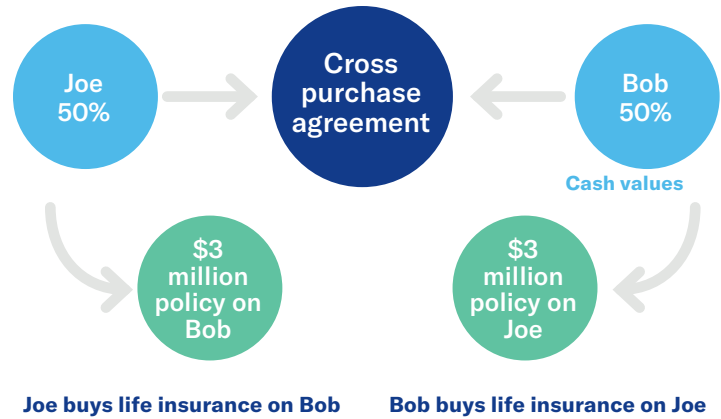 Joe
50%
Cross
purchase
agreement
Bob
50%
Cash values
$3
million
policy on
Bob
$3
million
policy on
Joe
Joe buys life insurance on Bob
Bob buys life insurance on Joe